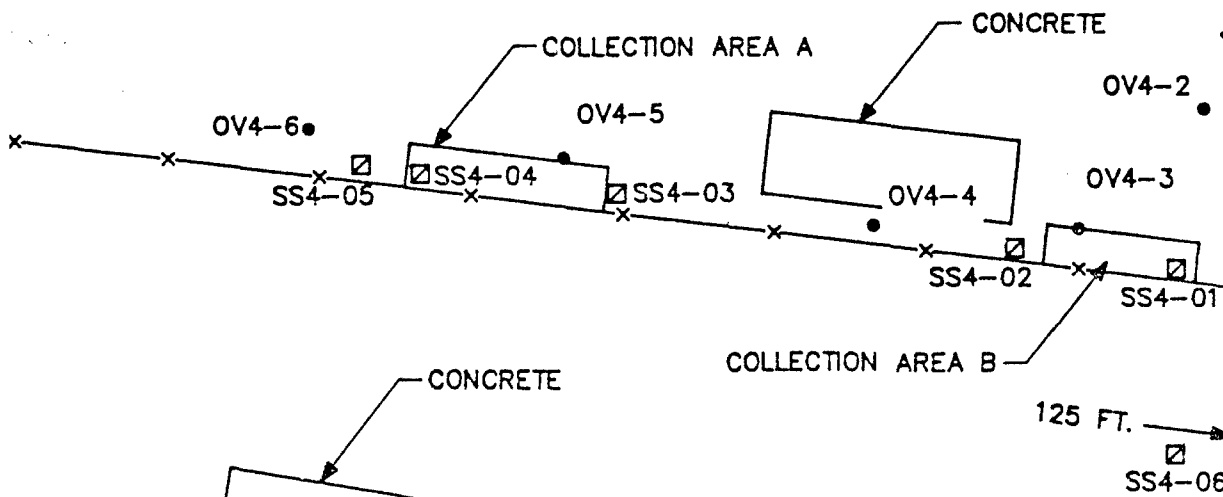 COLLECTION AREA A
CONCRETE
OV4-2
OV4-6
OV4-5
OV4-3
SS4-04
SS4-05
SS4-03
OV4-4
SS4-02
SS4-01
COLLECTION AREA B
CONCRETE
125 FT.
SS4-06